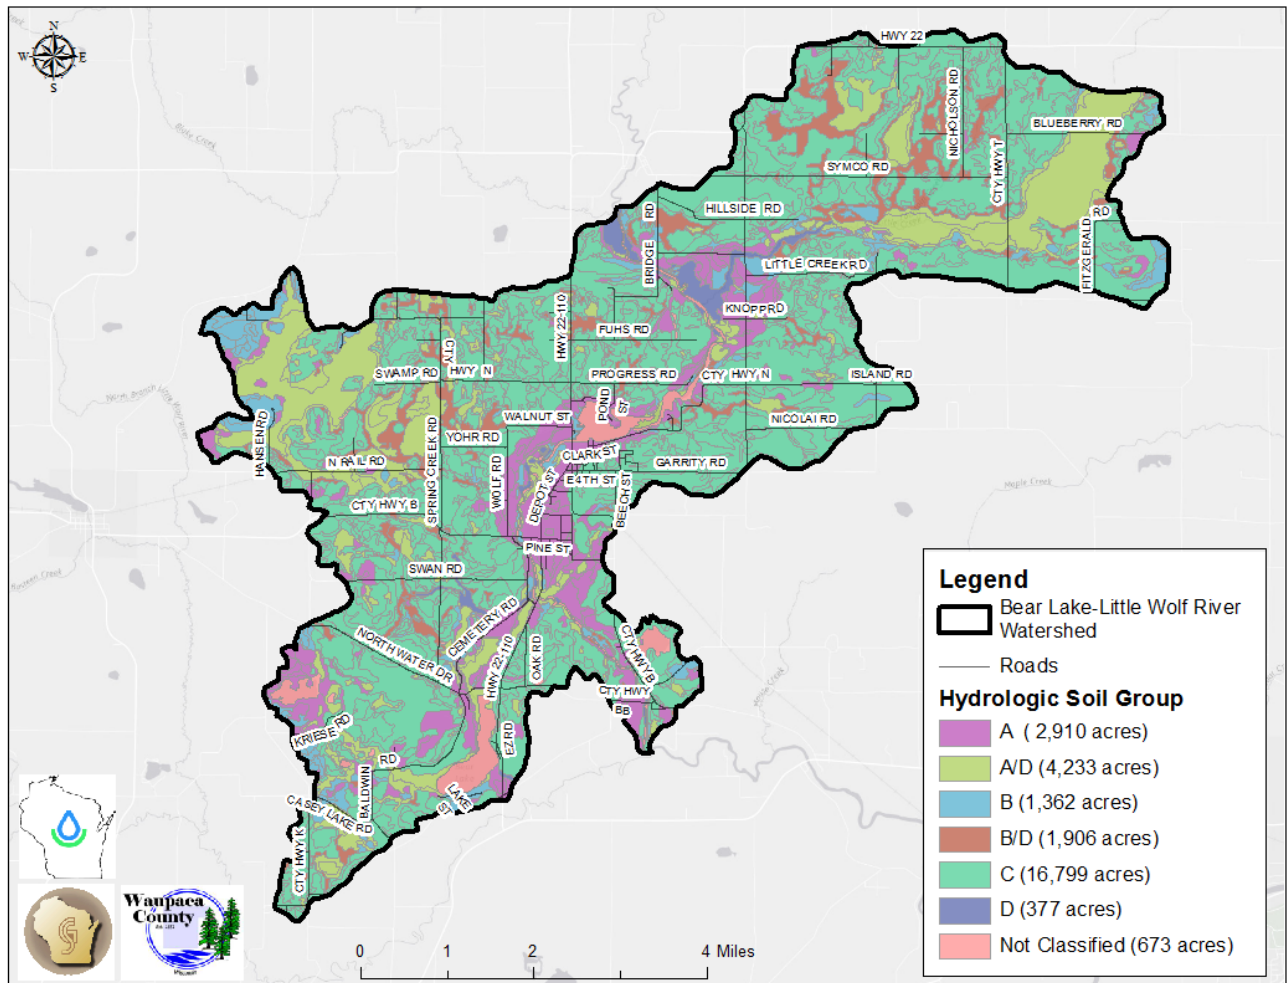 N
W E
S
HWY 22
NICHOLSON RD
BLUEBERRY RD
CTY HWY T
SYMCO RD
HILLSIDE RD
RD
FITZGERALD
RD
BRIDGE
LITTLE CREEK RD
KNOPP RD
HWY 22-110
FUHS RD
CTY
HWY N
SWAMP RD
PROGRESS RD
CTY HWY N
ISLAND RD
POND
ST
WALNUT ST
NICOLAI RD
HANSEN RD
YOHR RD
SPRING CREEK RD
WOLF RD
CLARK ST
GARRITY RD
N RAIL RD
E 4TH ST
DEPOT ST
BEECH ST
CTY HWY B
PINE ST
SWAN RD
CEMETERY RD
NORTH WATER DR
HWY 22-110
OAK RD
CTY HWY B
CTY HWY
BB
KRIESE RD
EZ RD
RD
BALDWIN
LAKE
ST
CASEY LAKE RD
CTY HWY K
Maple Creek
Legend
Bear Lake-Little Wolf River
Watershed
Roads
Hydrologic Soil Group
A ( 2,910 acres)
A/D (4,233 acres)
B (1,362 acres)
B/D (1,906 acres)
C (16,799 acres)
D (377 acres)
Not Classified (673 acres)
Waupaca
County
0 1 2 4 Miles